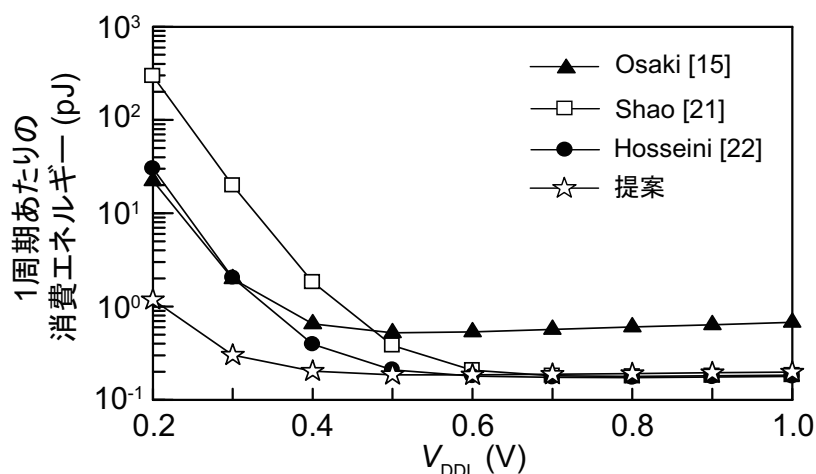 10³
10²
10¹
10⁰
10⁻¹
1周期あたりの
消費エネルギー (pJ)
Osaki [15]
Shao [21]
Hosseini [22]
提案
0.2 0.4 0.6 0.8 1.0
V_DDL (V)